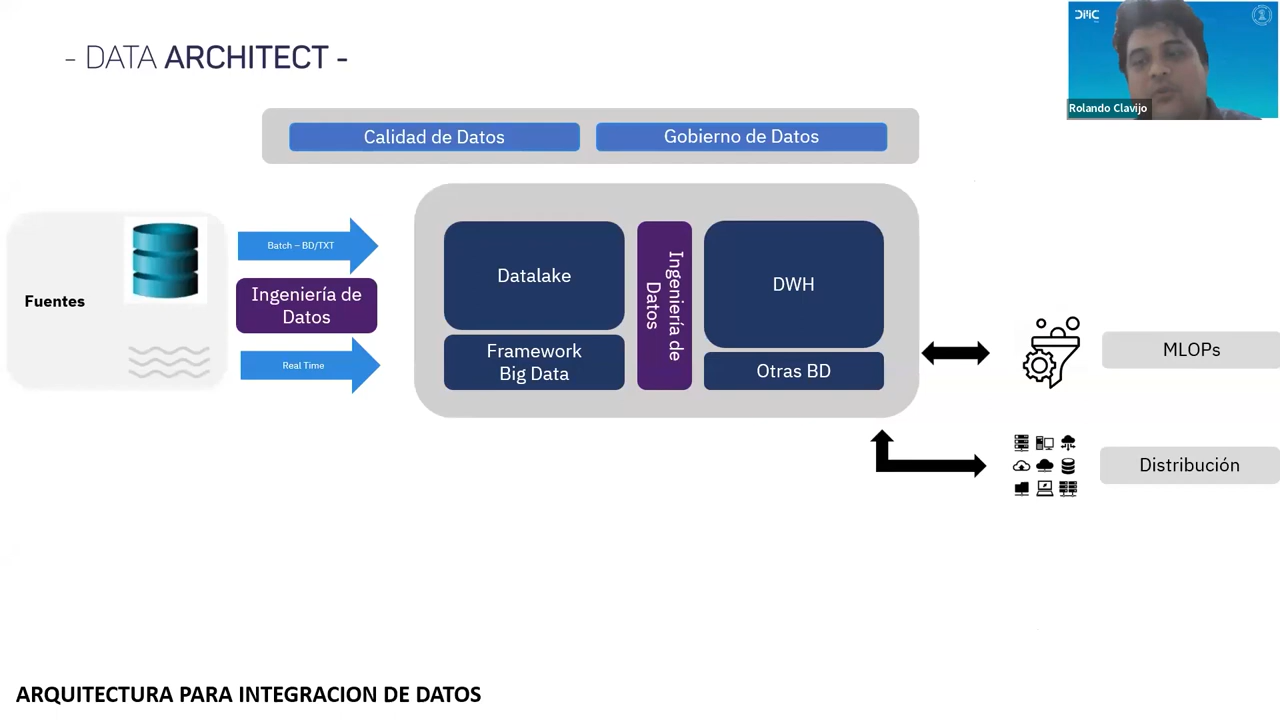 - DATA ARCHITECT -
DMC
Rolando Clavijo
Calidad de Datos
Gobierno de Datos
Fuentes
Batch – BD/TXT
Ingeniería de
Datos
Real Time
Datalake
Framework
Big Data
Ingeniería de
Datos
DWH
Otras BD
MLOPs
Distribución
ARQUITECTURA PARA INTEGRACION DE DATOS